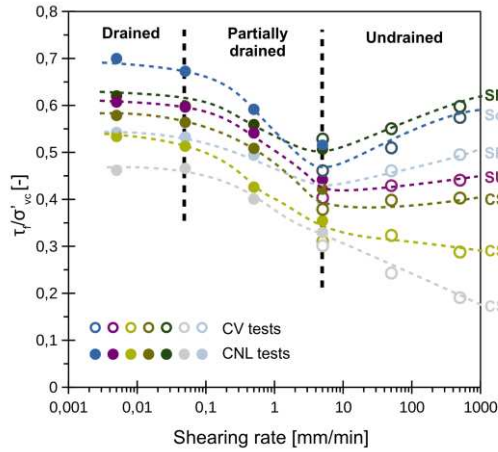 Drained
Partially
drained
Undrained
0,8
0,7
0,6
0,5
0,4
0,3
0,2
0,1
0
τf/σ'vc [-]
CV tests
CNL tests
0,001
0,01
0,1
1
10
100
1000
Shearing rate [mm/min]